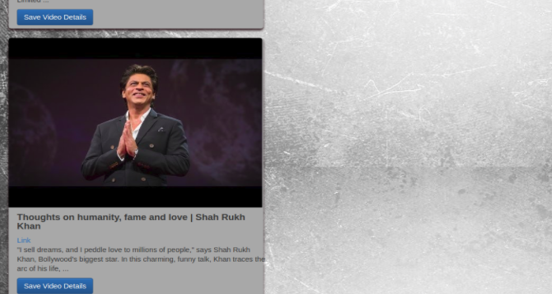 Limited ...
Save Video Details
Thoughts on humanity, fame and love | Shah Rukh
Khan
Link
"I sell dreams, and I peddle love to millions of people," says Shah Rukh
Khan, Bollywood's biggest star. In this charming, funny talk, Khan traces the
arc of his life, ...
Save Video Details